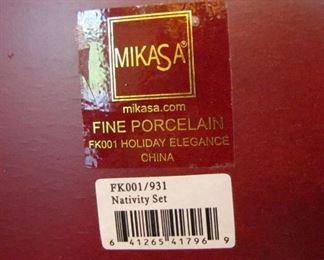 MIKASA®
mikasa.com
FINE PORCELAIN
FK001 HOLIDAY ELEGANCE
CHINA
FK001/931
Nativity Set
6 41265 41796 9